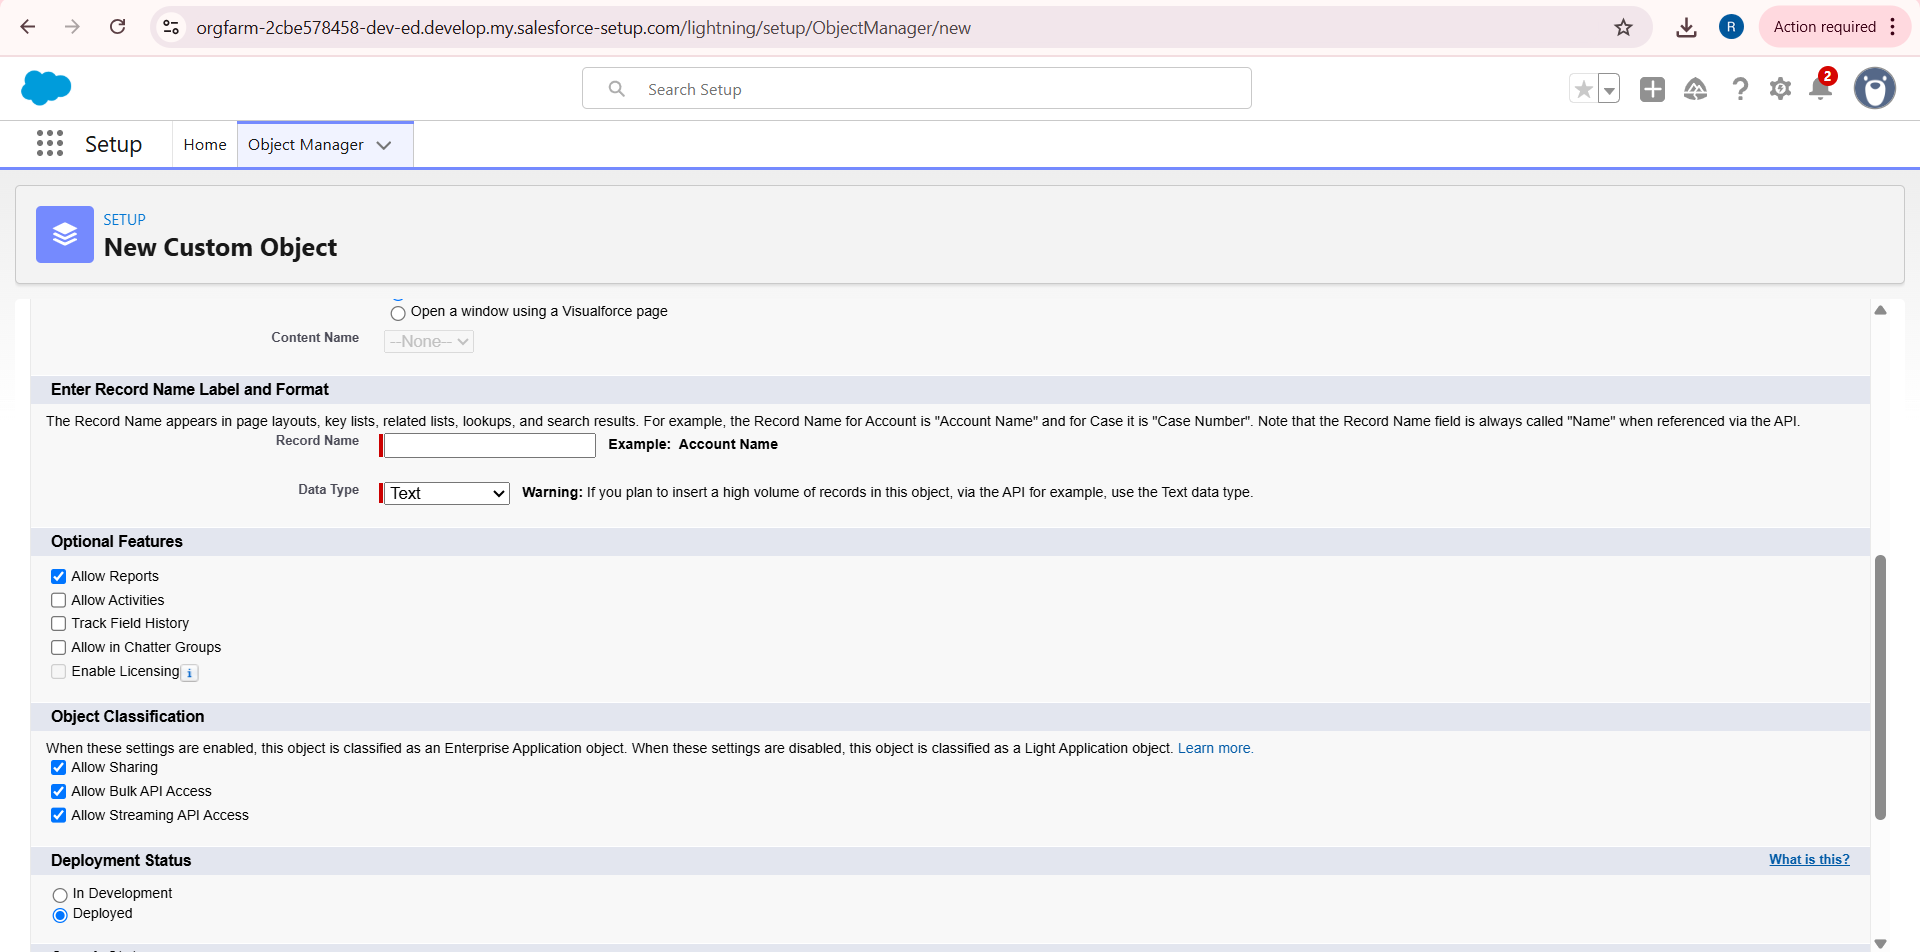 orgfarm-2cbe578458-dev-ed.develop.my.salesforce-setup.com/lightning/setup/ObjectManager/new
R
Action required
Search Setup
2
Setup
Home
Object Manager
SETUP
New Custom Object
Open a window using a Visualforce page
Content Name
--None--
Enter Record Name Label and Format
The Record Name appears in page layouts, key lists, related lists, lookups, and search results. For example, the Record Name for Account is "Account Name" and for Case it is "Case Number". Note that the Record Name field is always called "Name" when referenced via the API.
Record Name
Example: Account Name
Data Type
Text
Warning: If you plan to insert a high volume of records in this object, via the API for example, use the Text data type.
Optional Features
Allow Reports
Allow Activities
Track Field History
Allow in Chatter Groups
Enable Licensing i
Object Classification
When these settings are enabled, this object is classified as an Enterprise Application object. When these settings are disabled, this object is classified as a Light Application object. Learn more.
Allow Sharing
Allow Bulk API Access
Allow Streaming API Access
Deployment Status
What is this?
In Development
Deployed